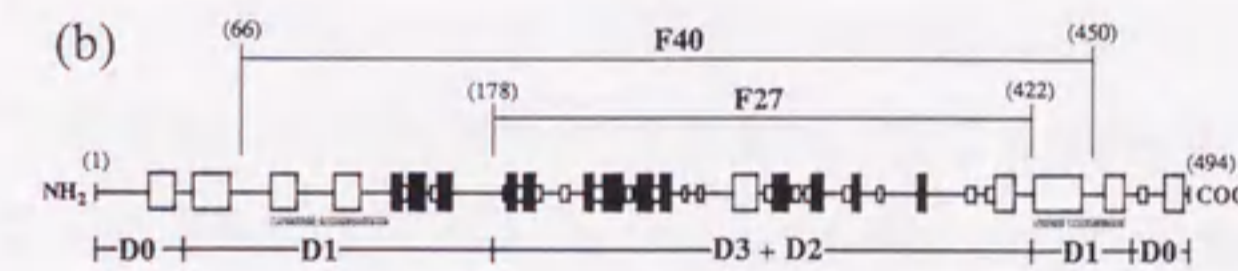 (b)
(66) F40 (450)
(178) F27 (422)
(1) (494)
NH₂ COO
D0 D1 D3 + D2 D1 D0